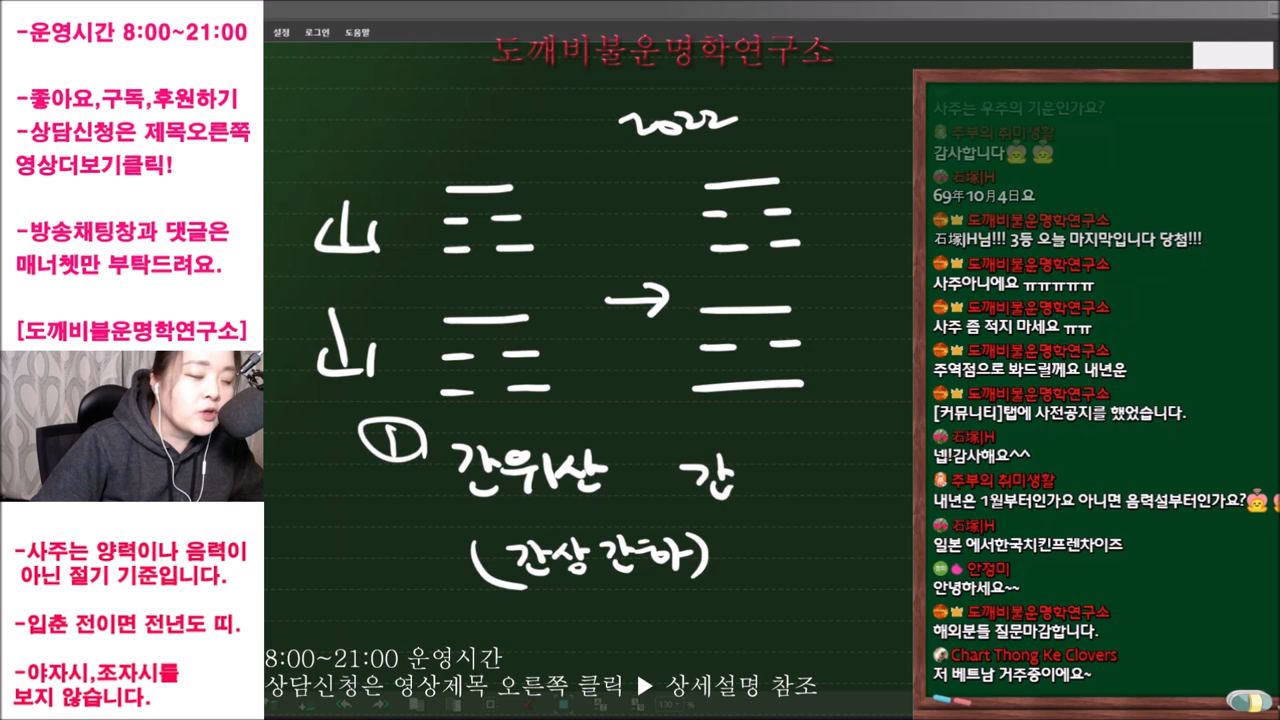 -운영시간 8:00~21:00
-좋아요,구독,후원하기
-상담신청은 제목오른쪽
영상더보기클릭!
-방송채팅창과 댓글은
매너쳇만 부탁드려요.
[도깨비불운명학연구소]
-사주는 양력이나 음력이
아닌 절기 기준입니다.
-입춘 전이면 전년도 띠.
-야자시,조자시를
보지 않습니다.
설정 로그인 도움말
도깨비불운명학연구소
2022
山
山
①
간위산 간
(간상간하)
8:00~21:00 운영시간
상담신청은 영상제목 오른쪽 클릭 ▶ 상세설명 참조
사주는 우주의 기운인가요?
주부의 취미생활
감사합니다
石塚jH
69年10月4日요
도깨비불운명학연구소
石塚jH님!!! 3등 오늘 마지막입니다 당첨!!!
도깨비불운명학연구소
사주아니에요 ㅠㅠㅠㅠㅠ
도깨비불운명학연구소
사주 좀 적지 마세요 ㅠㅠ
도깨비불운명학연구소
주역점으로 봐드릴께요 내년운
도깨비불운명학연구소
[커뮤니티]탭에 사전공지를 했었습니다.
石塚jH
넵!감사해요^^
주부의 취미생활
내년은 1월부터인가요 아니면 음력설부터인가요?
石塚jH
일본 에서한국치킨프렌차이즈
안정미
안녕하세요~~
도깨비불운명학연구소
해외분들 질문마감합니다.
Chart Thong Ke Clovers
저 베트남 거주중이에요~